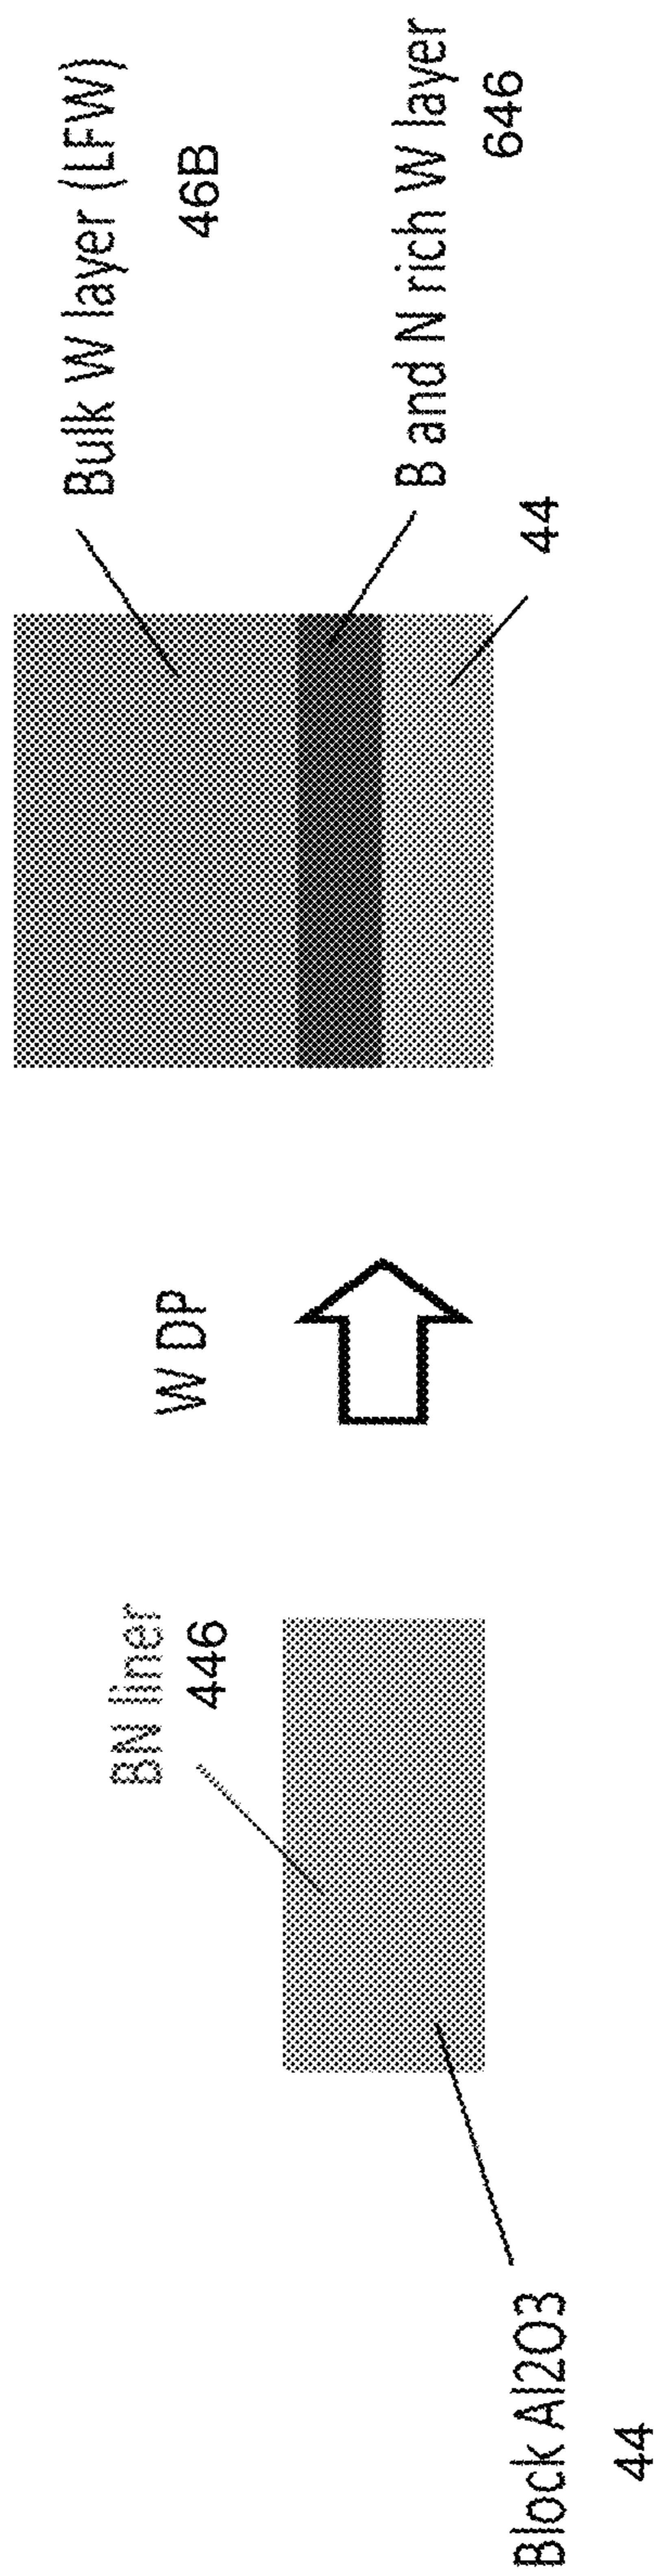 Block Al2O3
44
BN liner
446
W DP
Bulk W layer (LFW)
46B
B and N rich W layer
646
44